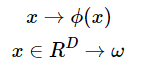 x → ϕ(x)
x ∈ R^D → ω